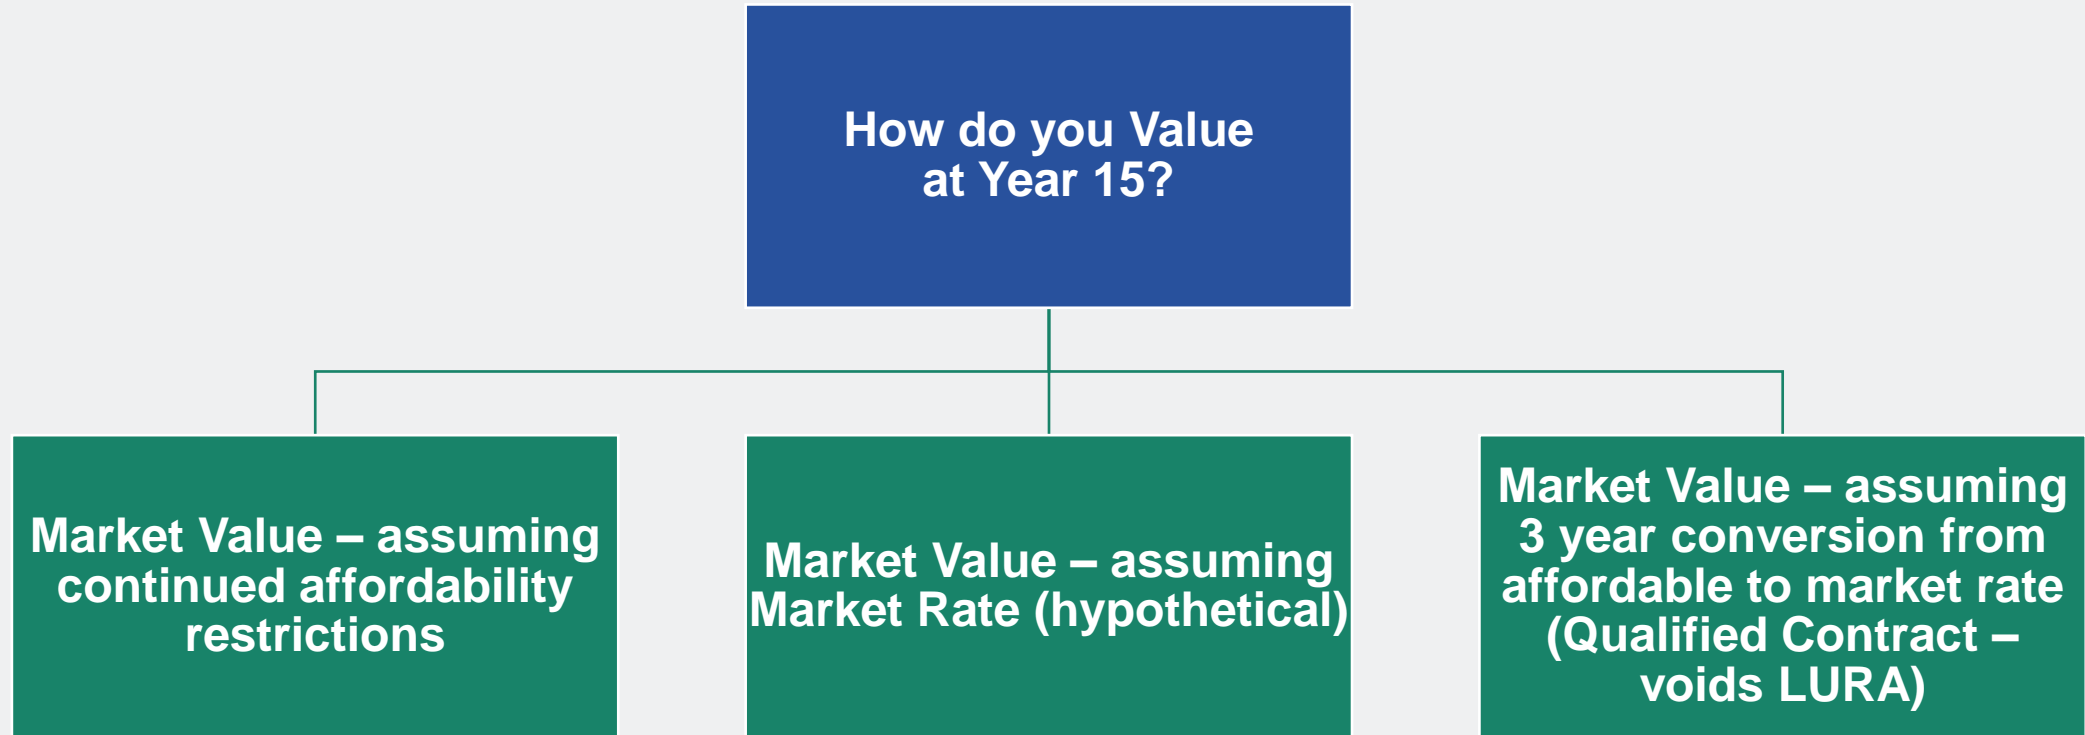 How do you Value
at Year 15?
Market Value – assuming
continued affordability
restrictions
Market Value – assuming
Market Rate (hypothetical)
Market Value – assuming
3 year conversion from
affordable to market rate
(Qualified Contract –
voids LURA)